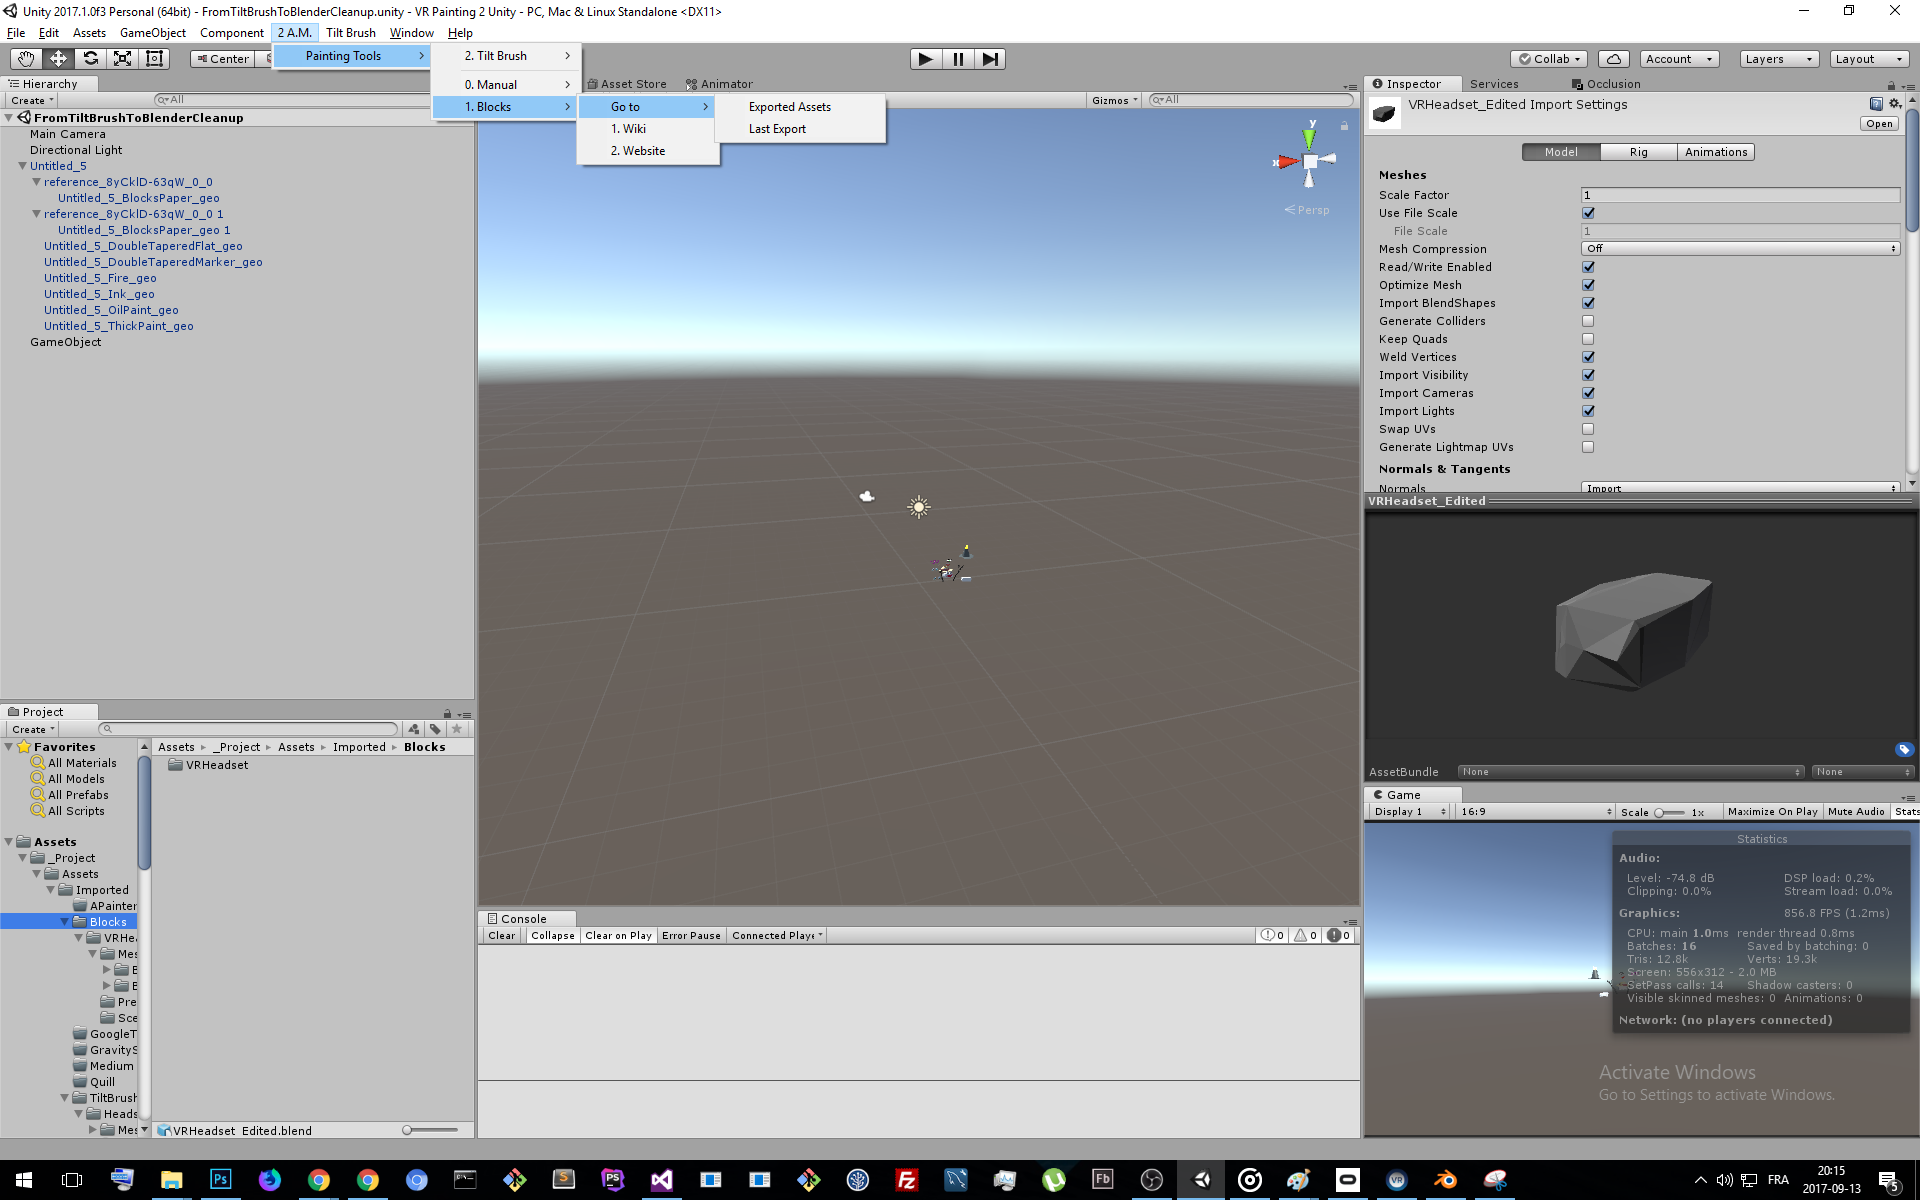 Unity 2017.1.0f3 Personal (64bit) - FromTiltBrushToBlenderCleanup.unity - VR Painting 2 Unity - PC, Mac & Linux Standalone <DX11>
File Edit Assets GameObject Component 2 A.M. Tilt Brush Window Help
Center
Painting Tools
2. Tilt Brush
0. Manual
1. Blocks
Go to
1. Wiki
2. Website
Exported Assets
Last Export
Collab Account Layers Layout
Hierarchy
Create All
FromTiltBrushToBlenderCleanup
Main Camera
Directional Light
Untitled_5
reference_8yCklD-63qW_0_0
Untitled_5_BlocksPaper_geo
reference_8yCklD-63qW_0_0 1
Untitled_5_BlocksPaper_geo 1
Untitled_5_DoubleTaperedFlat_geo
Untitled_5_DoubleTaperedMarker_geo
Untitled_5_Fire_geo
Untitled_5_Ink_geo
Untitled_5_OilPaint_geo
Untitled_5_ThickPaint_geo
GameObject
Asset Store Animator
Gizmos All
y
x
Persp
Inspector Services Occlusion
VRHeadset_Edited Import Settings
Open
Model Rig Animations
Meshes
Scale Factor 1
Use File Scale
File Scale 1
Mesh Compression Off
Read/Write Enabled
Optimize Mesh
Import BlendShapes
Generate Colliders
Keep Quads
Weld Vertices
Import Visibility
Import Cameras
Import Lights
Swap UVs
Generate Lightmap UVs
Normals & Tangents
Normals Import
VRHeadset_Edited
AssetBundle None None
Project
Create
Favorites
All Materials
All Models
All Prefabs
All Scripts
Assets
_Project
Assets
Imported
APainter
Blocks
VRHea
Mes
Pre
Sce
GoogleT
GravityS
Medium
Quill
TiltBrush
Heads
Mes
Assets _Project Assets Imported Blocks
VRHeadset
VRHeadset_Edited.blend
Console
Clear Collapse Clear on Play Error Pause Connected Playe 0 0 0
Game
Display 1 16:9 Scale 1x Maximize On Play Mute Audio Stats
Statistics
Audio:
Level: -74.8 dB DSP load: 0.2%
Clipping: 0.0% Stream load: 0.0%
Graphics: 856.8 FPS (1.2ms)
CPU: main 1.0ms render thread 0.8ms
Batches: 16 Saved by batching: 0
Tris: 12.8k Verts: 19.3k
Screen: 556x312 - 2.0 MB
SetPass calls: 14 Shadow casters: 0
Visible skinned meshes: 0 Animations: 0
Network: (no players connected)
Activate Windows
Go to Settings to activate Windows.
Ps Fb FRA
20:15
2017-09-13
5